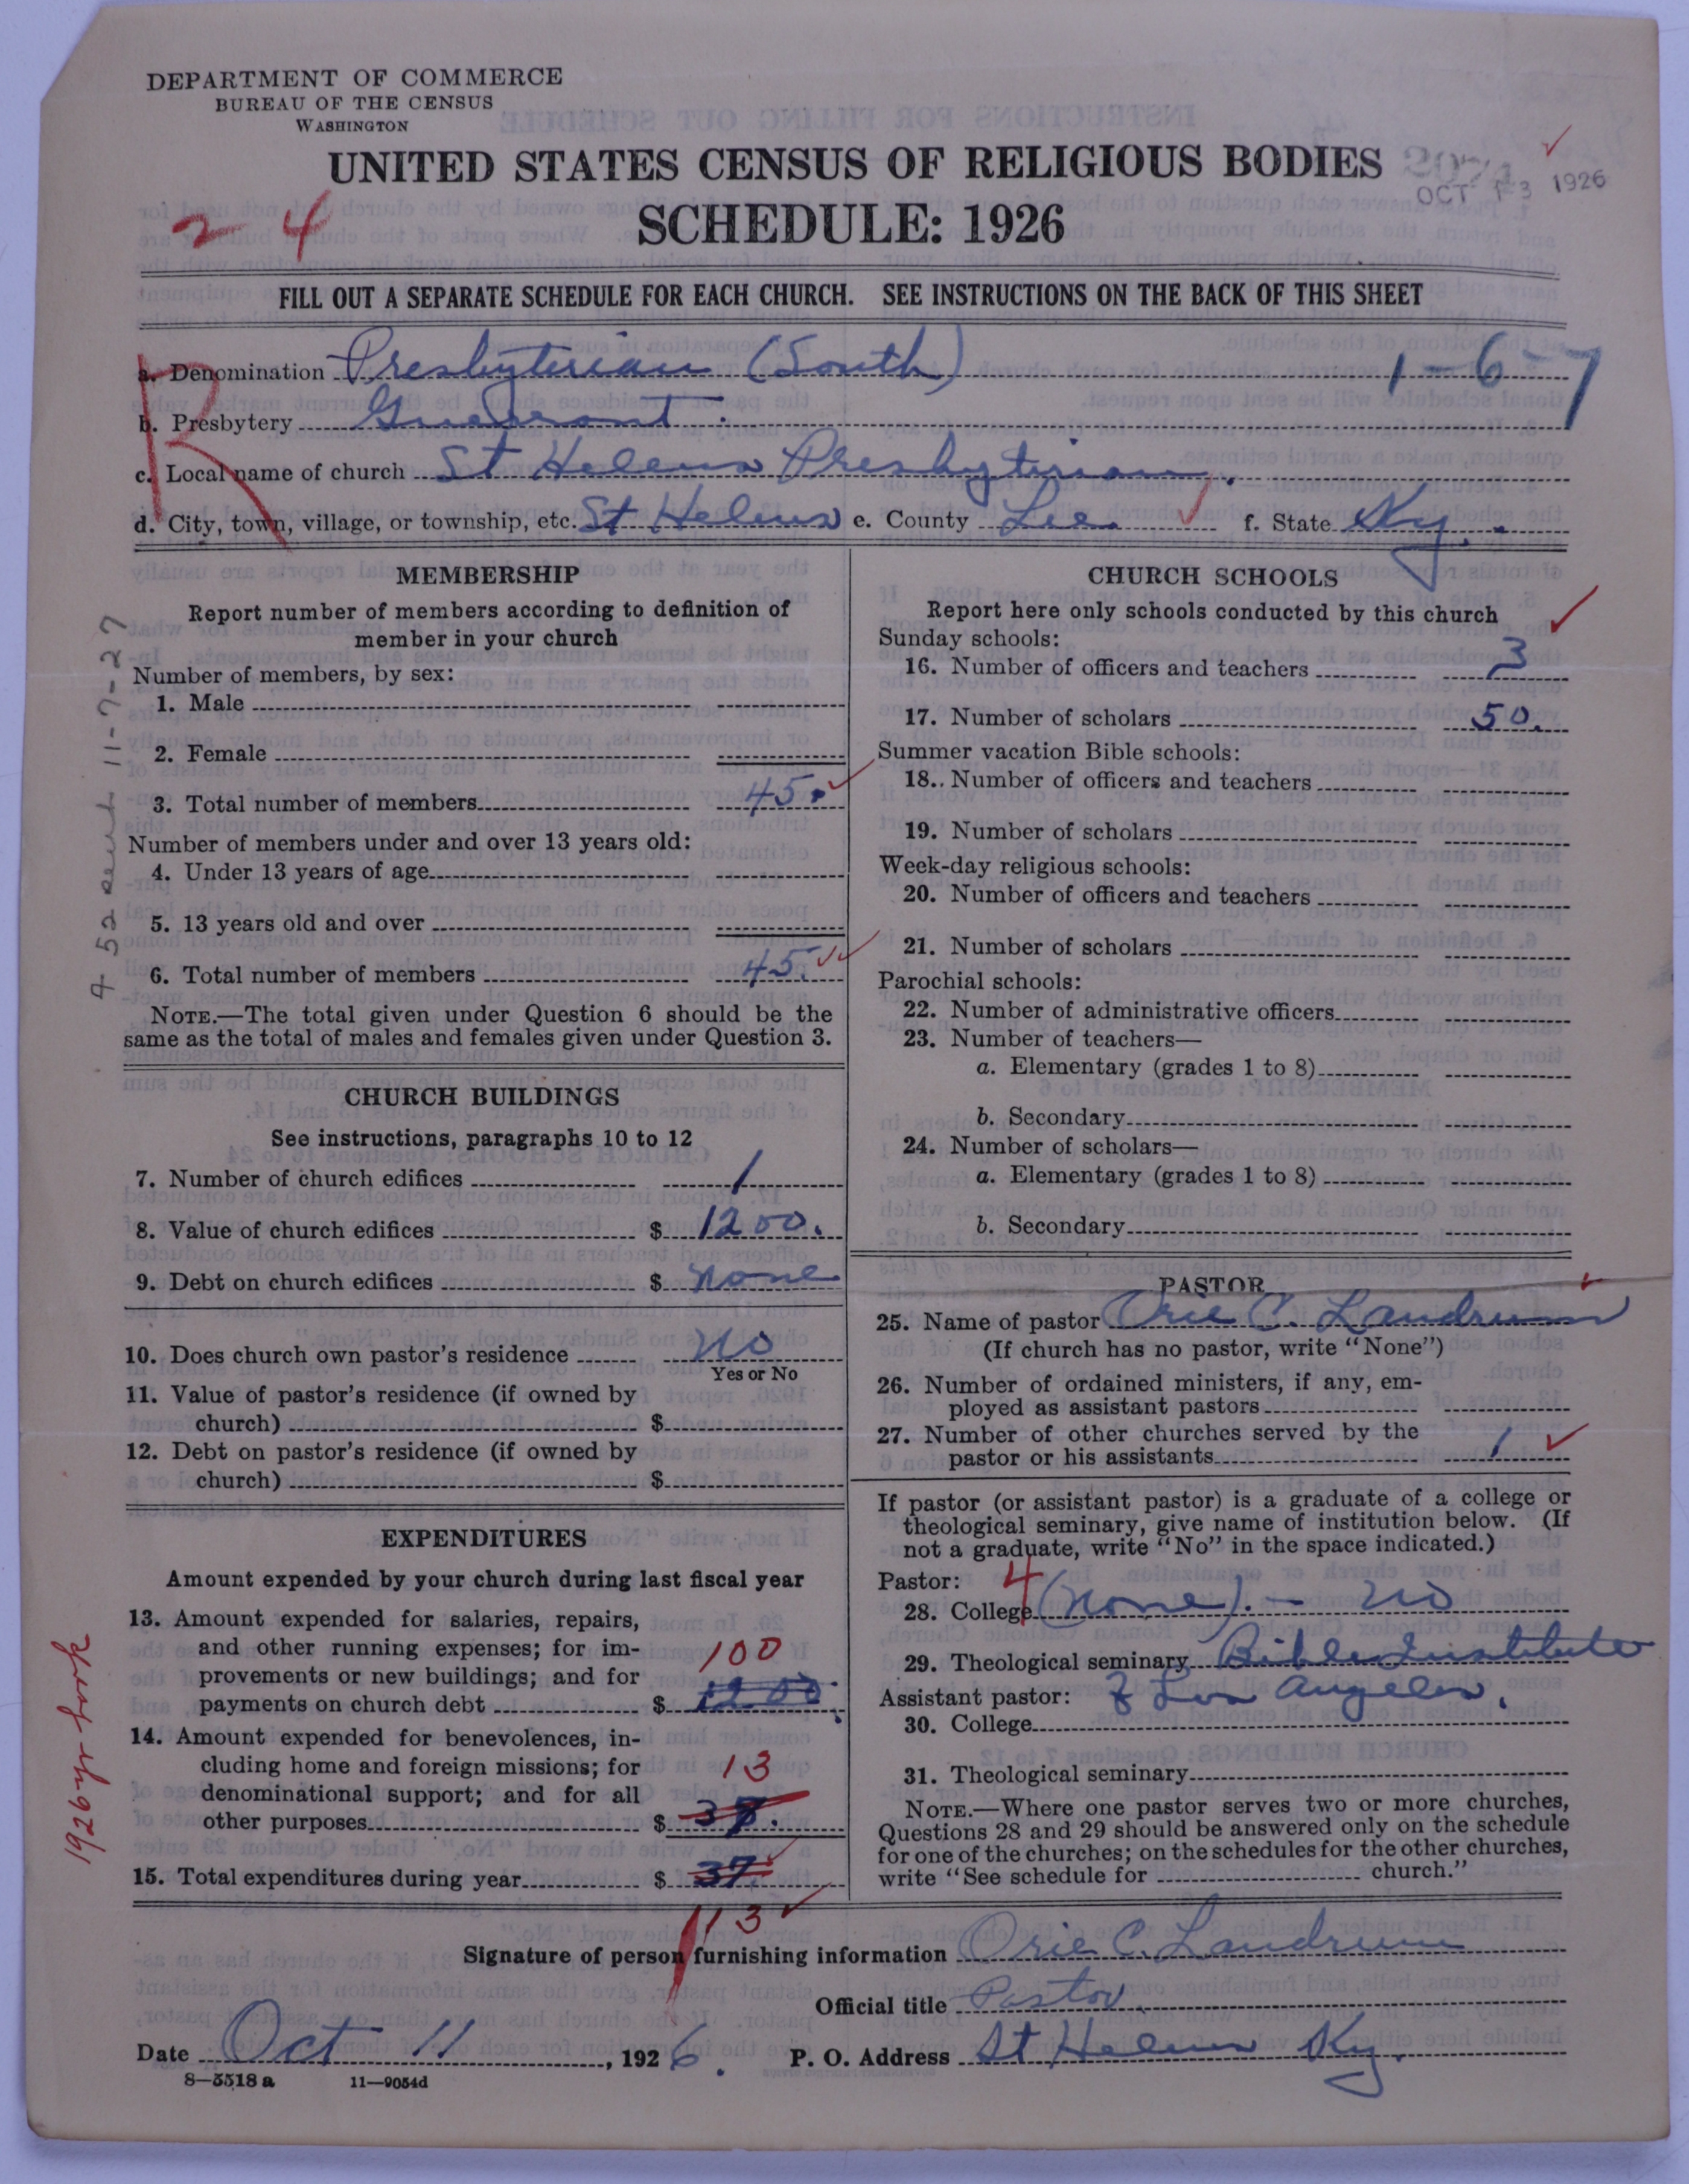 DEPARTMENT OF COMMERCE
BUREAU OF THE CENSUS
WASHINGTON
UNITED STATES CENSUS OF RELIGIOUS BODIES
OCT 13 1926
2 4
SCHEDULE: 1926
FILL OUT A SEPARATE SCHEDULE FOR EACH CHURCH. SEE INSTRUCTIONS ON THE BACK OF THIS SHEET
R
a. Denomination Presbyterian (South) 1-67
b. Presbytery Guerrant.
c. Local name of church St Helens Presbyterian.
d. City, town, village, or township, etc. St Helens e. County Lee. f. State Ky.
MEMBERSHIP
Report number of members according to definition of
member in your church
Number of members, by sex:
1. Male
2. Female
3. Total number of members 45.
Number of members under and over 13 years old:
4. Under 13 years of age
5. 13 years old and over
6. Total number of members 45.
NOTE.—The total given under Question 6 should be the
same as the total of males and females given under Question 3.
11-7-27
CHURCH BUILDINGS
See instructions, paragraphs 10 to 12
7. Number of church edifices 1
8. Value of church edifices $ 1200.
9. Debt on church edifices $ none
10. Does church own pastor's residence No
Yes or No
11. Value of pastor's residence (if owned by
church) $
12. Debt on pastor's residence (if owned by
church) $
EXPENDITURES
Amount expended by your church during last fiscal year
13. Amount expended for salaries, repairs,
and other running expenses; for im-
provements or new buildings; and for 100
payments on church debt $ 1200.
14. Amount expended for benevolences, in-
cluding home and foreign missions; for 13
denominational support; and for all
other purposes $ 37.
15. Total expenditures during year $ 37.
113
1926 yr book
CHURCH SCHOOLS
Report here only schools conducted by this church
Sunday schools:
16. Number of officers and teachers 3
17. Number of scholars 50.
Summer vacation Bible schools:
18. Number of officers and teachers
19. Number of scholars
Week-day religious schools:
20. Number of officers and teachers
21. Number of scholars
Parochial schools:
22. Number of administrative officers
23. Number of teachers—
a. Elementary (grades 1 to 8)
b. Secondary
24. Number of scholars—
a. Elementary (grades 1 to 8)
b. Secondary
PASTOR
25. Name of pastor Orie C. Landrum
(If church has no pastor, write "None")
26. Number of ordained ministers, if any, em-
ployed as assistant pastors
27. Number of other churches served by the
pastor or his assistants 1
If pastor (or assistant pastor) is a graduate of a college or
theological seminary, give name of institution below. (If
not a graduate, write "No" in the space indicated.)
Pastor: 4
28. College (none). - no
29. Theological seminary Bible Institute
Assistant pastor: of Los Angeles.
30. College
31. Theological seminary
NOTE.—Where one pastor serves two or more churches,
Questions 28 and 29 should be answered only on the schedule
for one of the churches; on the schedules for the other churches,
write "See schedule for church."
Signature of person furnishing information Orie C. Landrum
Official title Pastor
Date Oct 11, 1926. P. O. Address St Helens Ky.
8-5518 a 11-9054d